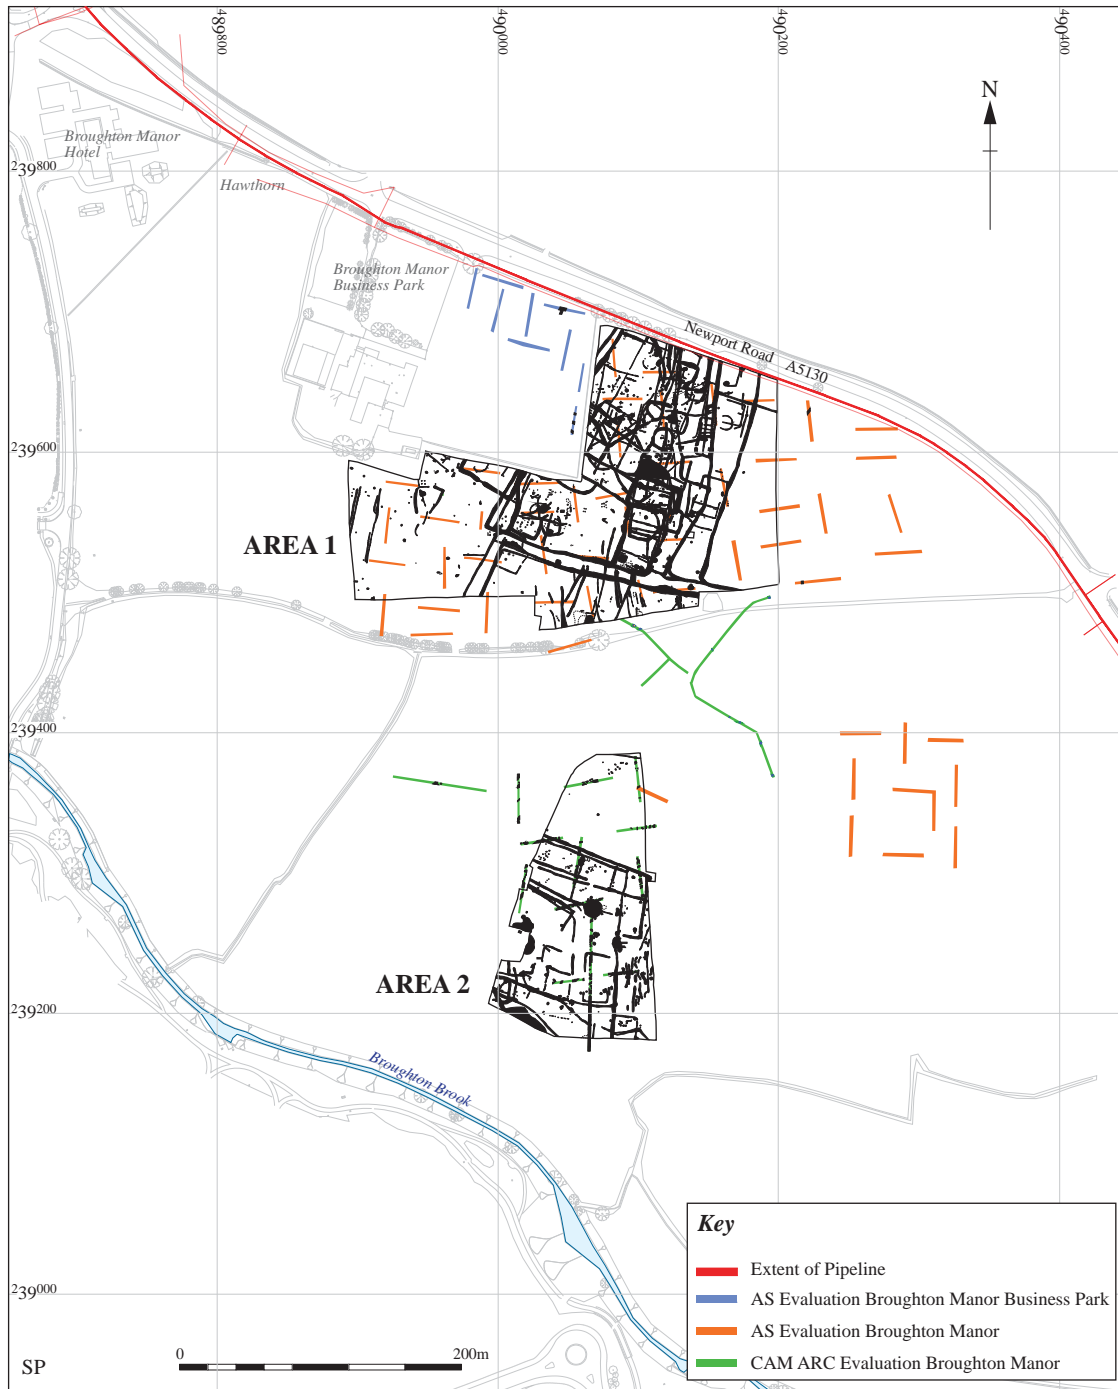 489800
490000
490200
490400
N
Broughton Manor
Hotel
239800
Hawthorn
Broughton Manor
Business Park
Newport Road A5130
239600
AREA 1
239400
AREA 2
239200
Broughton Brook
239000
Key
Extent of Pipeline
AS Evaluation Broughton Manor Business Park
AS Evaluation Broughton Manor
CAM ARC Evaluation Broughton Manor
0 200m
SP